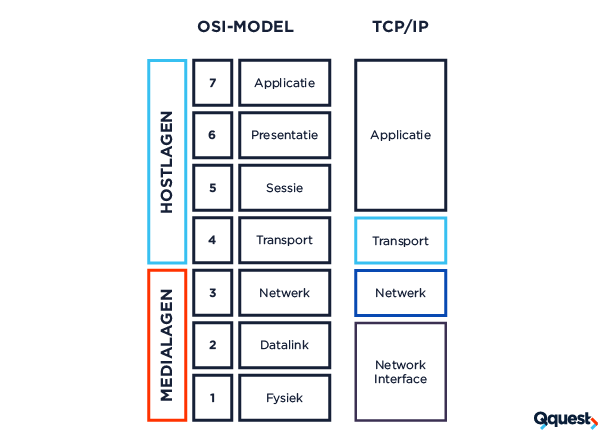 OSI-MODEL TCP/IP
HOSTLAGEN
7 Applicatie
6 Presentatie
5 Sessie
4 Transport
Applicatie
Transport
MEDIALAGEN
3 Netwerk
2 Datalink
1 Fysiek
Netwerk
Network
Interface
Qquest